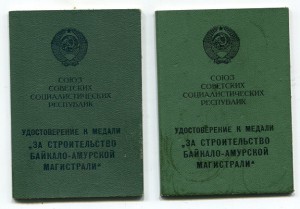 СОЮЗ
СОВЕТСКИХ
СОЦИАЛИСТИЧЕСКИХ
РЕСПУБЛИК
УДОСТОВЕРЕНИЕ К МЕДАЛИ
„ЗА СТРОИТЕЛЬСТВО
БАЙКАЛО-АМУРСКОЙ
МАГИСТРАЛИ"
СОЮЗ
СОВЕТСКИХ
СОЦИАЛИСТИЧЕСКИХ
РЕСПУБЛИК
УДОСТОВЕРЕНИЕ К МЕДАЛИ
„ЗА СТРОИТЕЛЬСТВО
БАЙКАЛО-АМУРСКОЙ
МАГИСТРАЛИ"